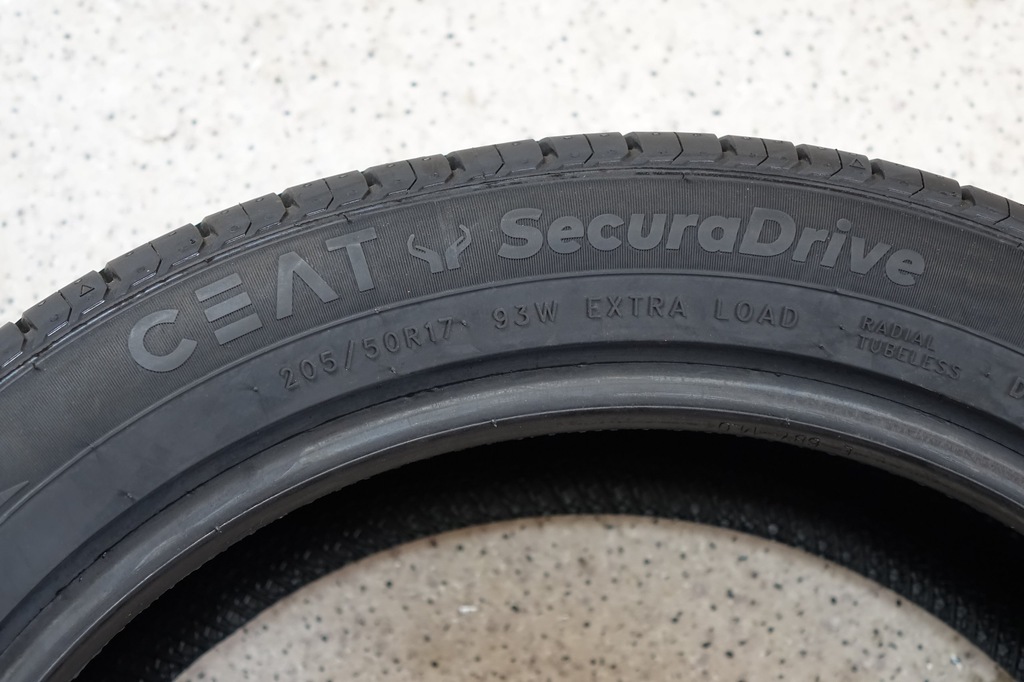 CEAT SecuraDrive
205/50R17 93W EXTRA LOAD
RADIAL
TUBELESS